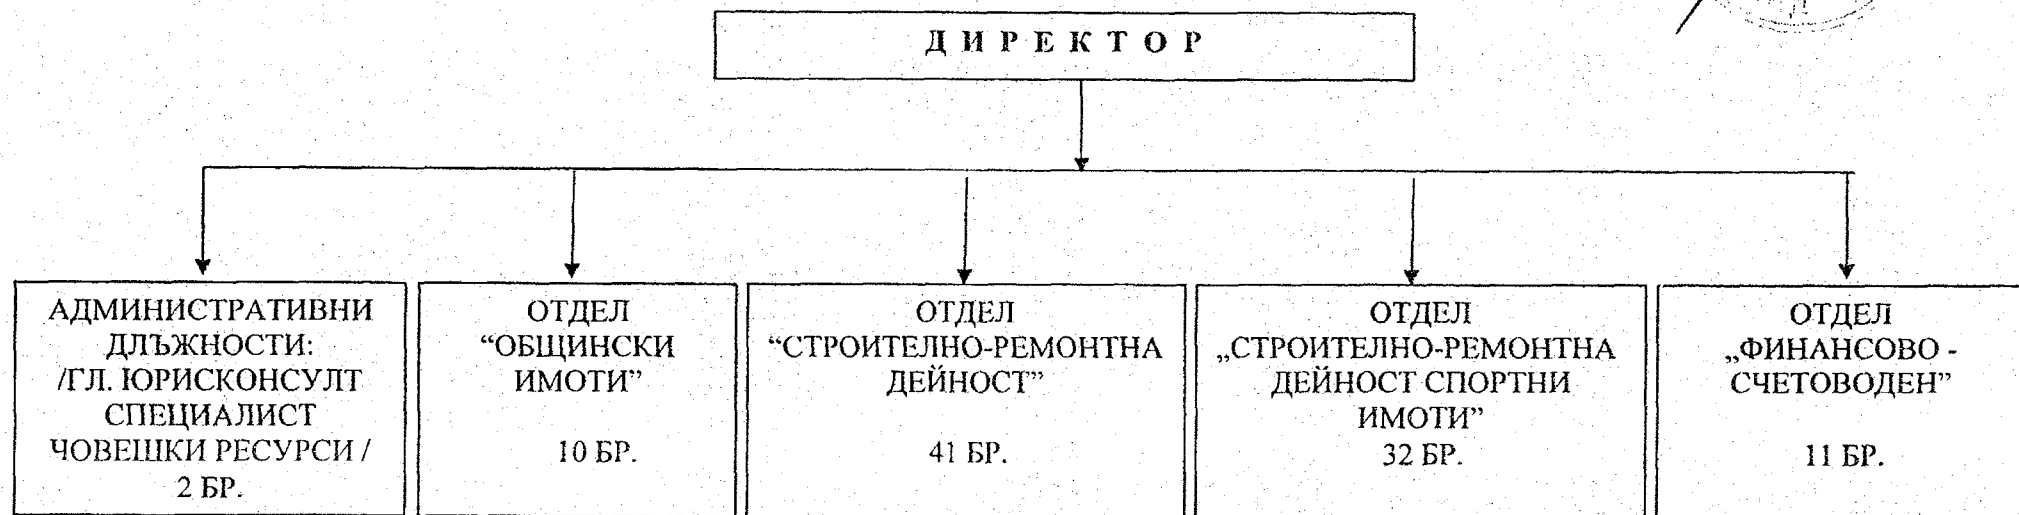 ДИРЕКТОР
АДМИНИСТРАТИВНИ
ДЛЪЖНОСТИ:
/ГЛ. ЮРИСКОНСУЛТ
СПЕЦИАЛИСТ
ЧОВЕШКИ РЕСУРСИ /
2 БР.
ОТДЕЛ
“ОБЩИНСКИ
ИМОТИ”
10 БР.
ОТДЕЛ
“СТРОИТЕЛНО-РЕМОНТНА
ДЕЙНОСТ”
41 БР.
ОТДЕЛ
„СТРОИТЕЛНО-РЕМОНТНА
ДЕЙНОСТ СПОРТНИ
ИМОТИ”
32 БР.
ОТДЕЛ
„ФИНАНСОВО -
СЧЕТОВОДЕН”
11 БР.